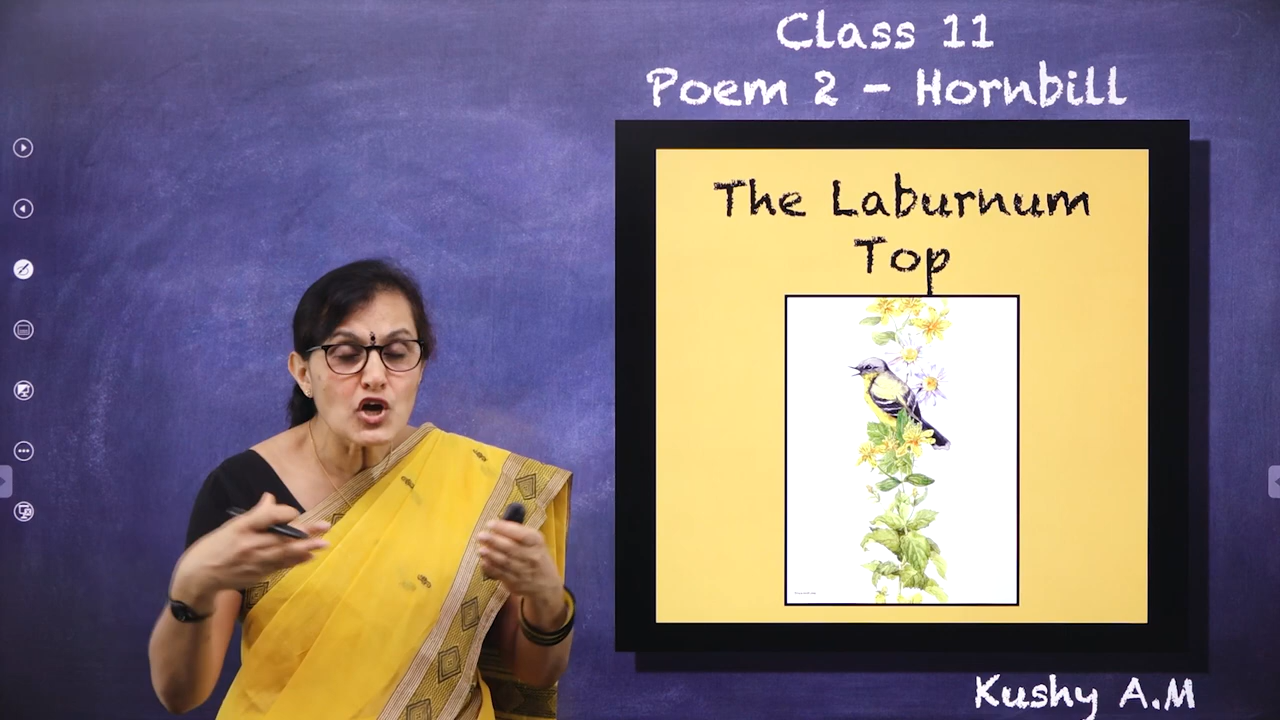 Class 11
Poem 2 - Hornbill
The Laburnum
Top
Kushy A.M